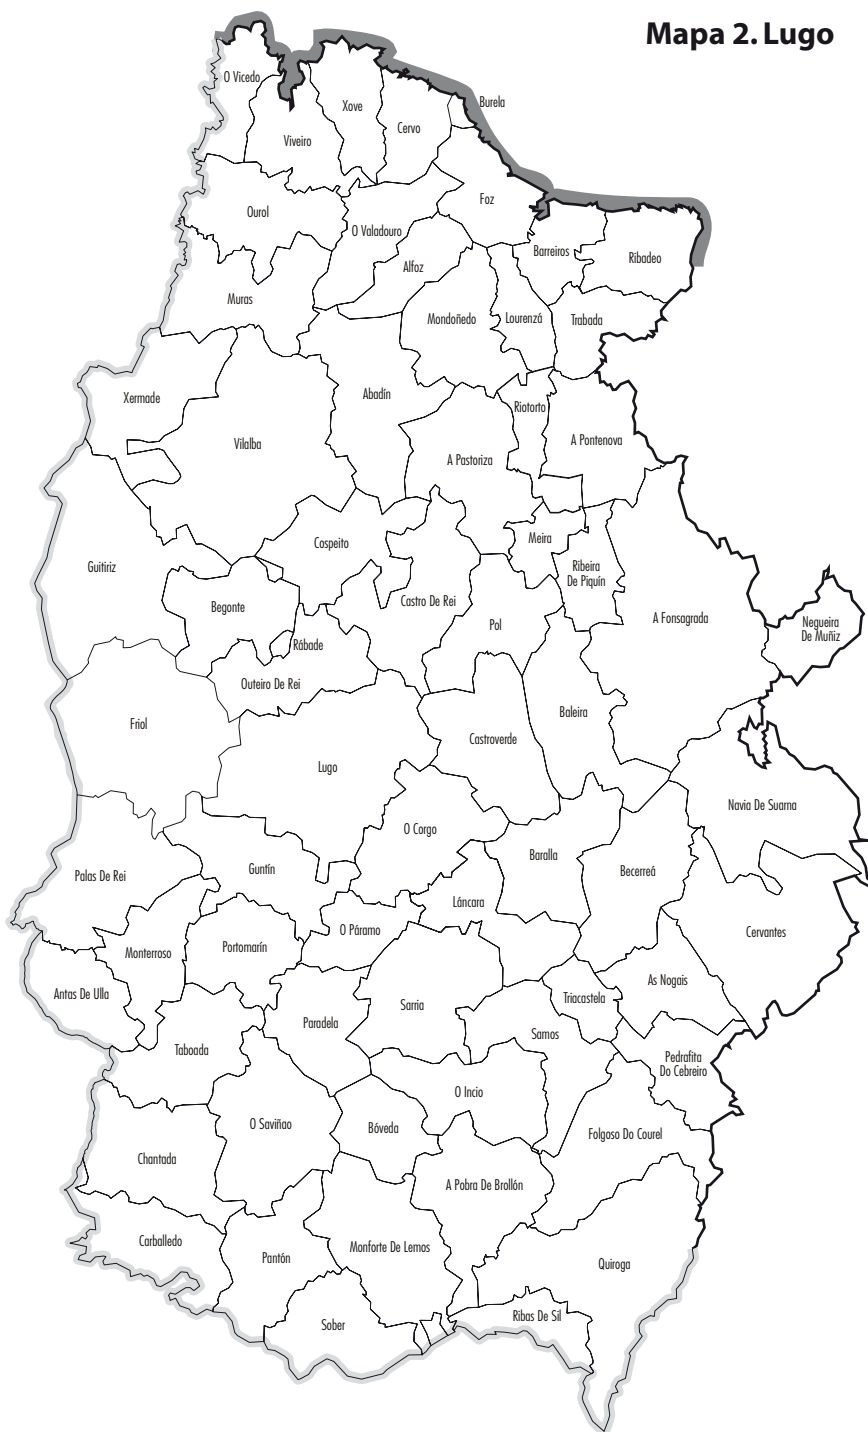 Mapa 2. Lugo
O Vicedo
Xove
Burela
Cervo
Viveiro
Foz
Ourol
O Valadouro
Barreiros
Ribadeo
Alfoz
Muras
Mondoñedo
Lourenzá
Trabada
Xermade
Abadín
Riotorto
A Pontenova
Vilalba
A Pastoriza
Meira
Cospeito
Guitiriz
Ribeira
De Piquín
Begonte
Castro De Rei
Pol
A Fonsagrada
Negueira
De Muñiz
Rábade
Outeiro De Rei
Baleira
Friol
Castroverde
Lugo
Navia De Suarna
O Corgo
Baralla
Guntín
Becerreá
Palas De Rei
Láncara
O Páramo
Cervantes
Portomarín
Monterroso
As Nogais
Antas De Ulla
Triacastela
Sarria
Paradela
Samos
Taboada
Pedrafita
Do Cebreiro
O Incio
O Saviñao
Bóveda
Folgoso Do Courel
Chantada
A Pobra De Brollón
Carballedo
Monforte De Lemos
Pantón
Quiroga
Ribas De Sil
Sober